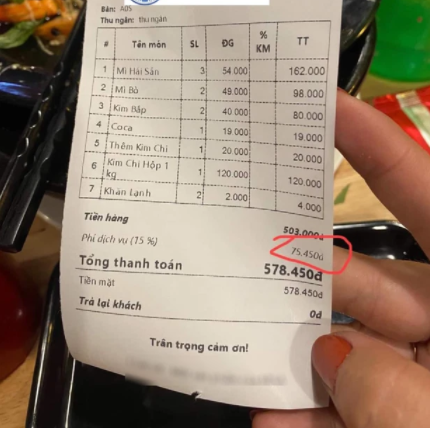 Bàn: A05
Thu ngân: thu ngân
# Tên món SL ĐG % KM TT
1 Mì Hải Sản 3 54.000 162.000
2 Mì Bò 2 49.000 98.000
3 Kim Bắp 2 40.000 80.000
4 Coca 1 19.000 19.000
5 Thêm Kim Chi 1 20.000 20.000
6 Kim Chi Hộp 1 kg 1 120.000 120.000
7 Khăn Lạnh 2 2.000 4.000
Tiền hàng 503.000đ
Phí dịch vụ (15 %) 75.450đ
Tổng thanh toán 578.450đ
Tiền mặt 578.450đ
Trả lại khách 0đ
Trân trọng cảm ơn!